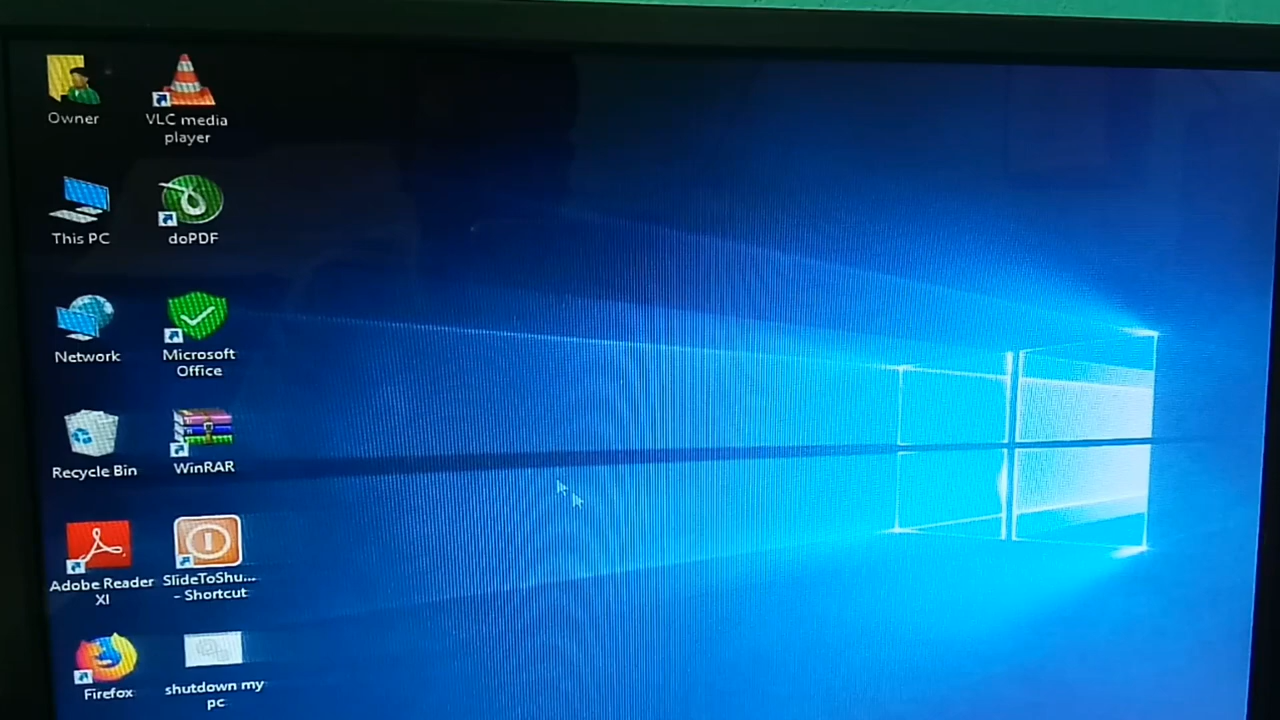 Owner
VLC media
player
This PC
doPDF
Network
Microsoft
Office
Recycle Bin
WinRAR
Adobe Reader
XI
SlideToShu...
- Shortcut
Firefox
shutdown my
pc